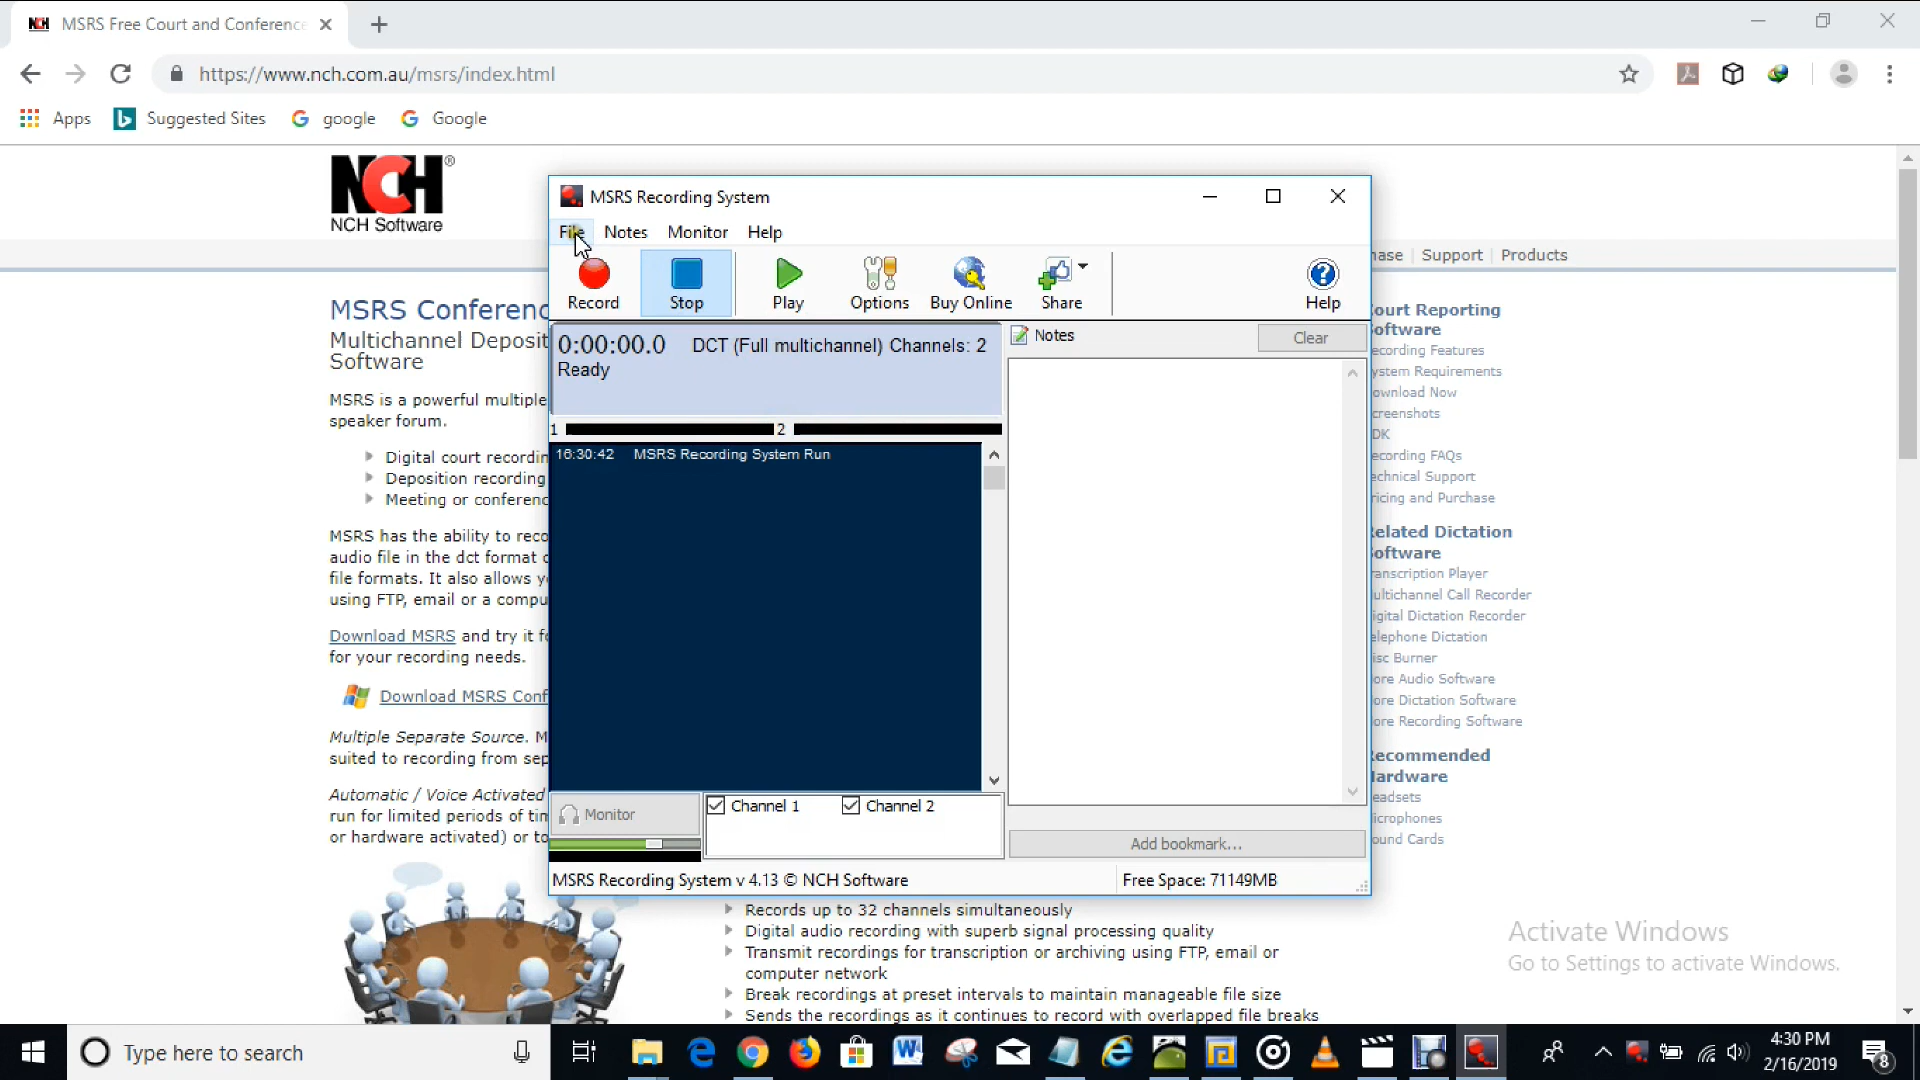 MSRS Free Court and Conference
https://www.nch.com.au/msrs/index.html
Apps
Suggested Sites
google
Google
NCH®
NCH Software
Support | Products
MSRS Recording System
File Notes Monitor Help
Record
Stop
Play
Options
Buy Online
Share
Help
0:00:00.0 DCT (Full multichannel) Channels: 2
Ready
1
2
16:30:42 MSRS Recording System Run
Notes
Clear
Monitor
Channel 1
Channel 2
Add bookmark...
MSRS Recording System v 4.13 © NCH Software
Free Space: 71149MB
MSRS Conferenc
Multichannel Deposit
Software
MSRS is a powerful multiple
speaker forum.
Digital court recordin
Deposition recording
Meeting or conferenc
MSRS has the ability to reco
audio file in the dct format o
file formats. It also allows y
using FTP, email or a compu
Download MSRS and try it fo
for your recording needs.
Download MSRS Conf
Multiple Separate Source. M
suited to recording from sep
Automatic / Voice Activated
run for limited periods of tim
or hardware activated) or to
Records up to 32 channels simultaneously
Digital audio recording with superb signal processing quality
Transmit recordings for transcription or archiving using FTP, email or
computer network
Break recordings at preset intervals to maintain manageable file size
Sends the recordings as it continues to record with overlapped file breaks
ourt Reporting
oftware
ecording Features
ystem Requirements
ownload Now
creenshots
DK
ecording FAQs
echnical Support
ricing and Purchase
elated Dictation
oftware
ranscription Player
ultichannel Call Recorder
igital Dictation Recorder
elephone Dictation
isc Burner
ore Audio Software
ore Dictation Software
ore Recording Software
ecommended
ardware
eadsets
icrophones
ound Cards
Activate Windows
Go to Settings to activate Windows.
Type here to search
4:30 PM
2/16/2019
8